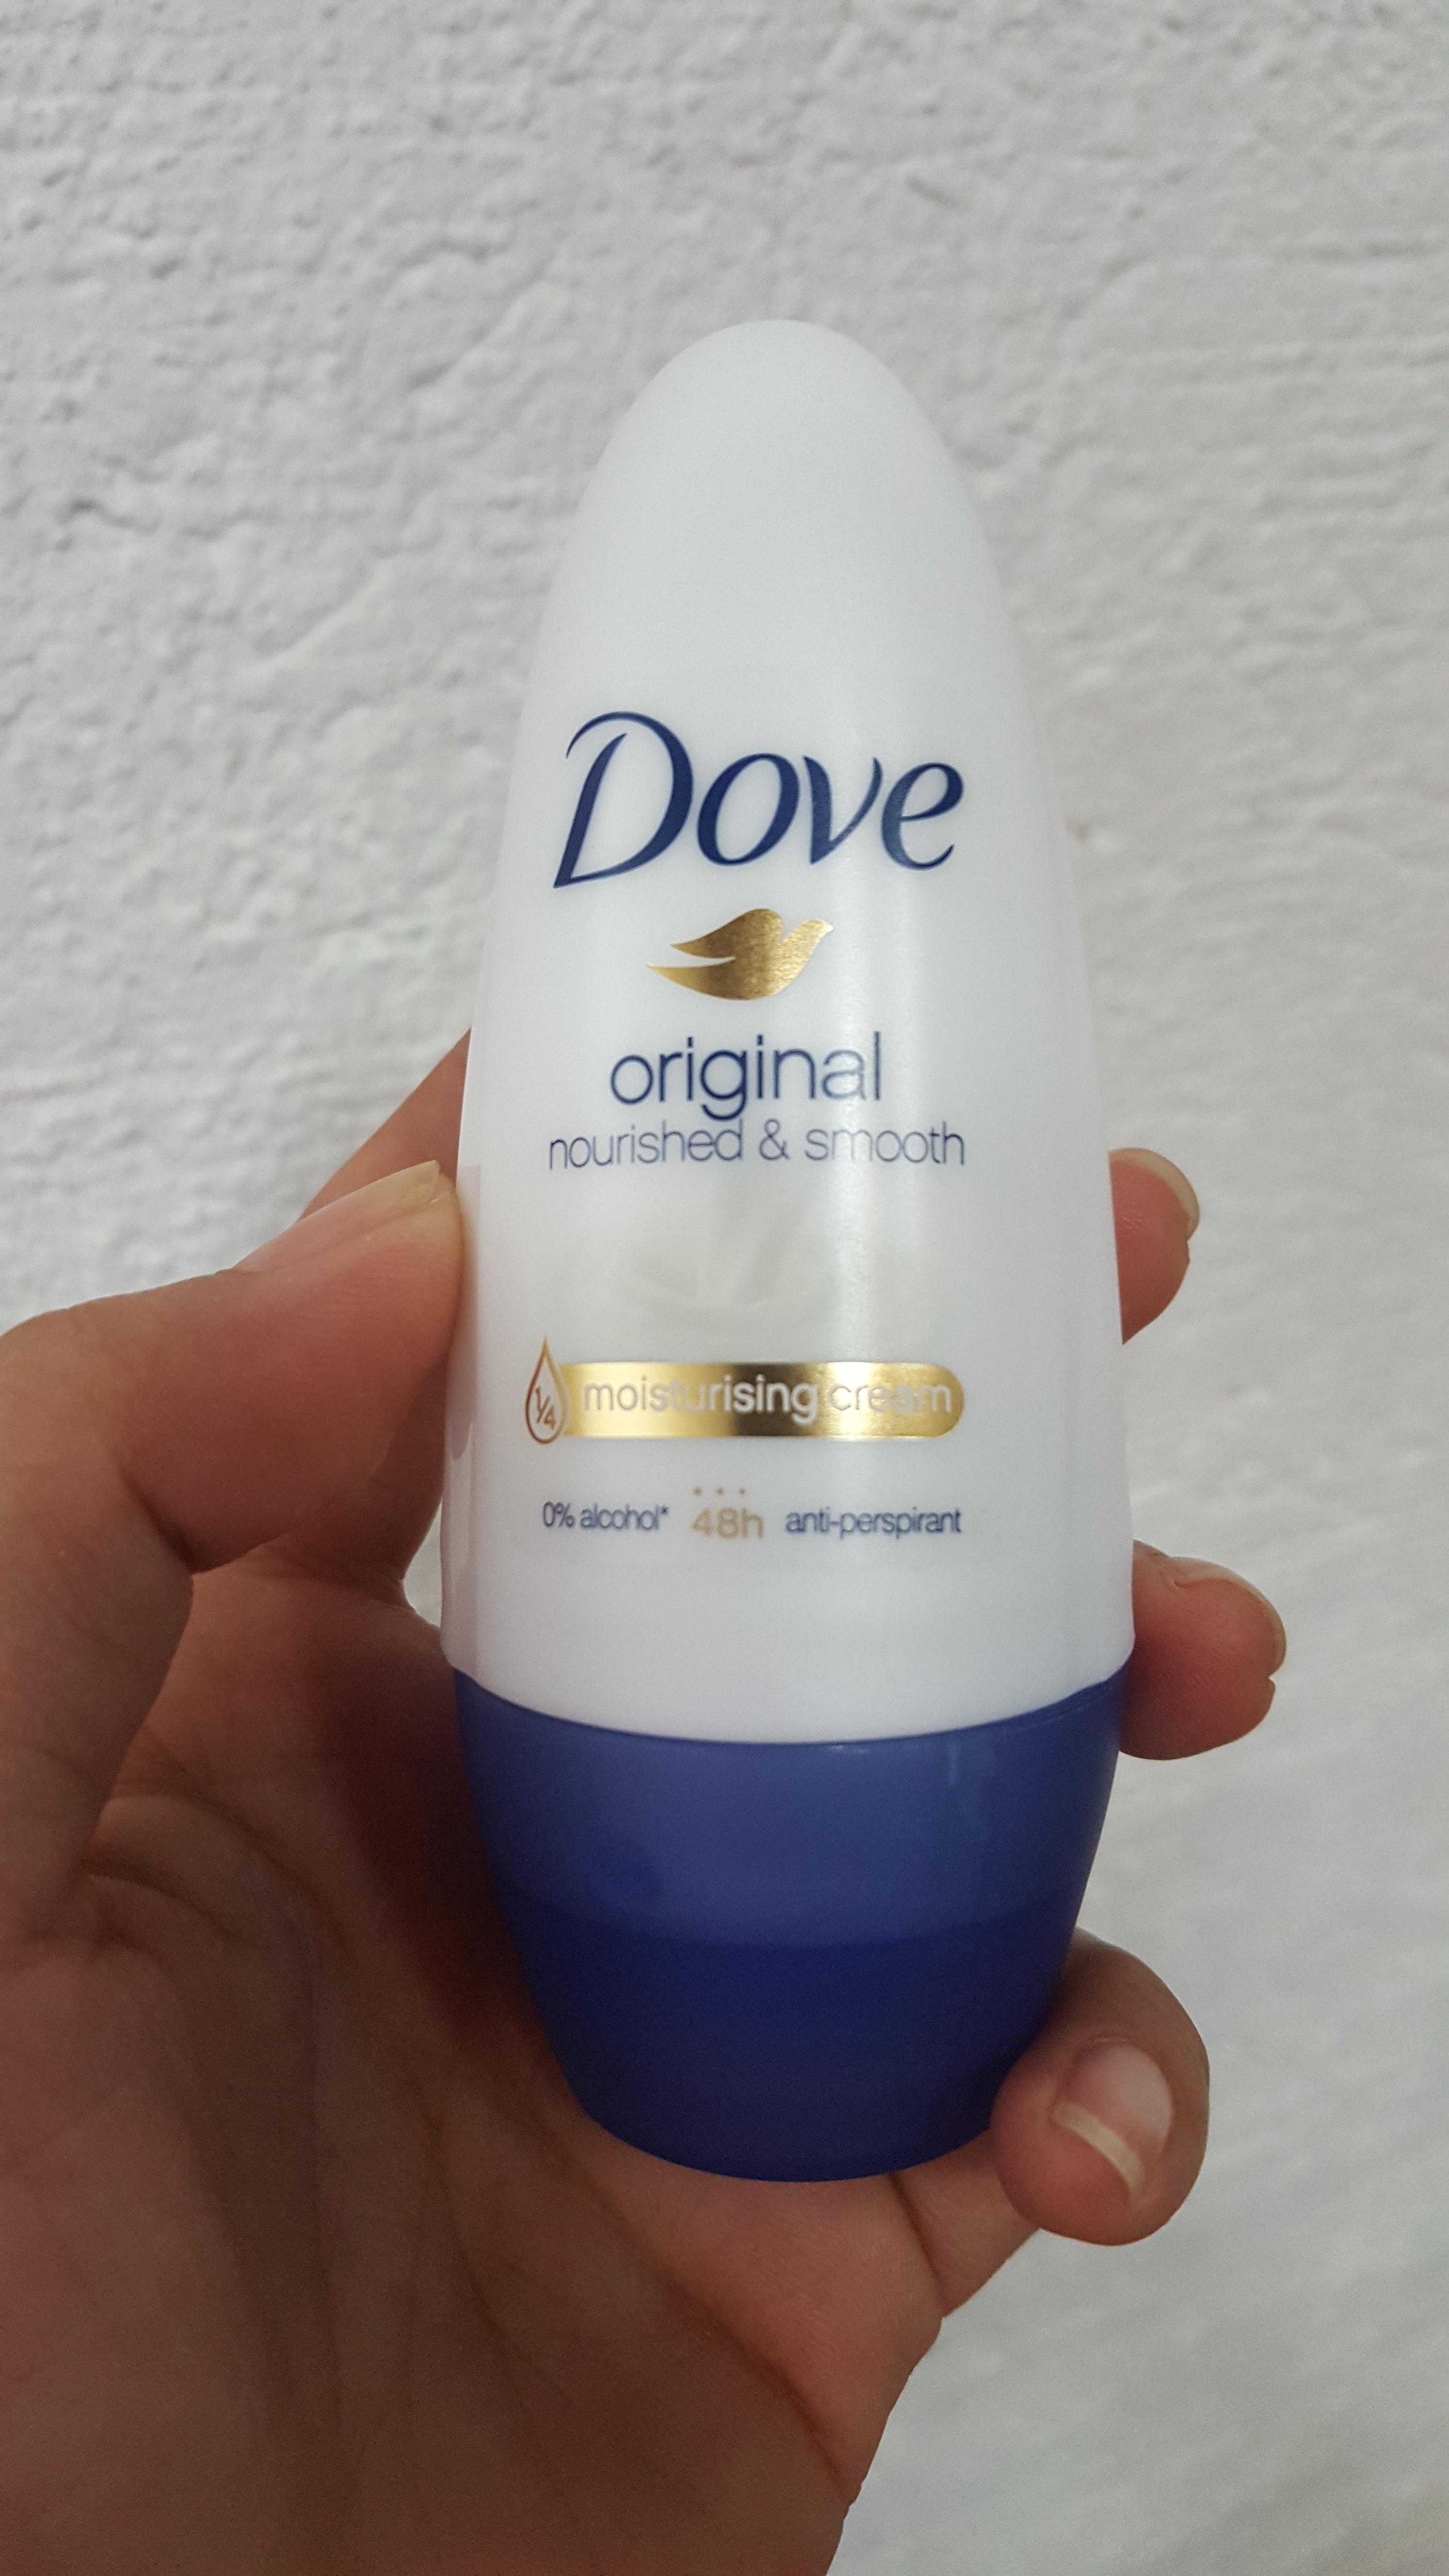 Dove
original
nourished & smooth
1/4 moisturising cream
0% alcohol* 48h anti-perspirant